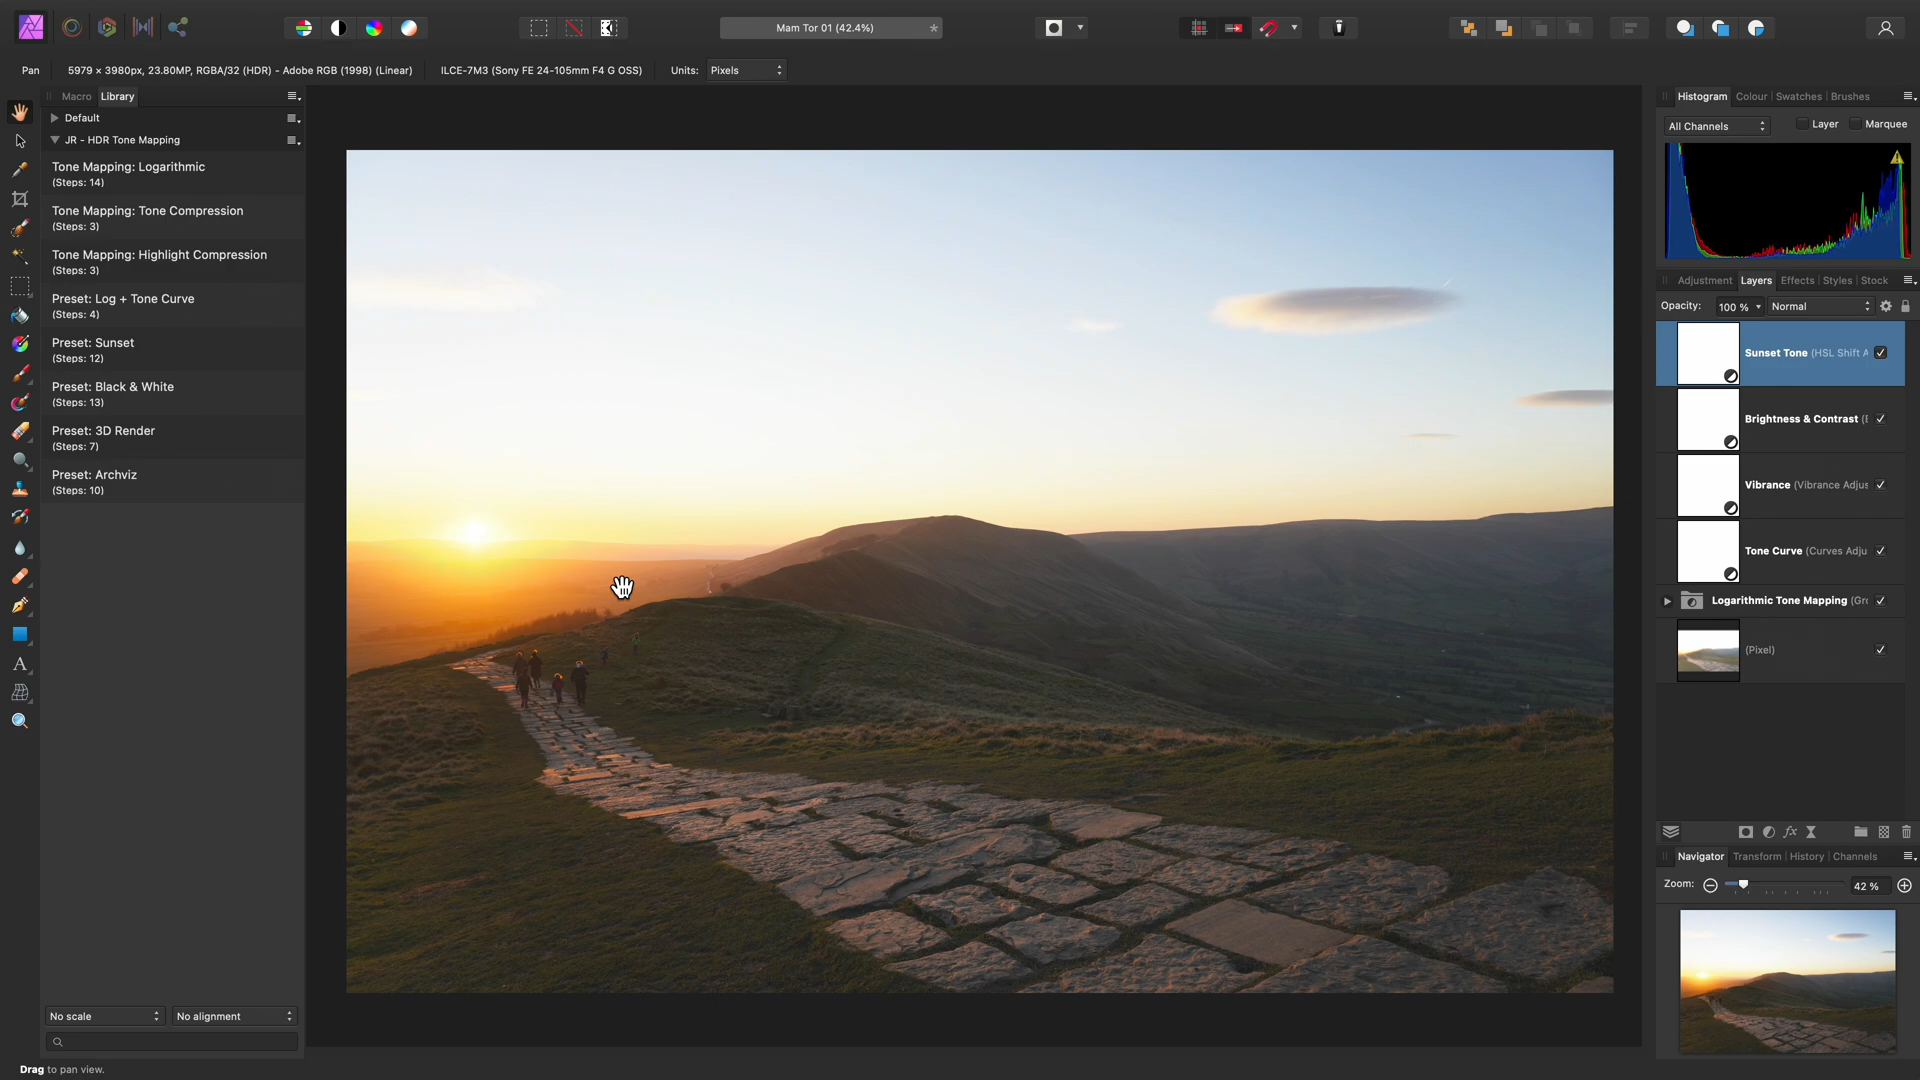 Mam Tor 01 (42.4%)
*
Pan
5979 × 3980px, 23.80MP, RGBA/32 (HDR) - Adobe RGB (1998) (Linear)
ILCE-7M3 (Sony FE 24-105mm F4 G OSS)
Units:
Pixels
Macro
Library
Default
JR - HDR Tone Mapping
Tone Mapping: Logarithmic
(Steps: 14)
Tone Mapping: Tone Compression
(Steps: 3)
Tone Mapping: Highlight Compression
(Steps: 3)
Preset: Log + Tone Curve
(Steps: 4)
Preset: Sunset
(Steps: 12)
Preset: Black & White
(Steps: 13)
Preset: 3D Render
(Steps: 7)
Preset: Archviz
(Steps: 10)
No scale
No alignment
Drag to pan view.
Histogram
Colour
Swatches
Brushes
All Channels
Layer
Marquee
Adjustment
Layers
Effects
Styles
Stock
Opacity:
100 %
Normal
Sunset Tone (HSL Shift A
Brightness & Contrast (B
Vibrance (Vibrance Adjus
Tone Curve (Curves Adju
Logarithmic Tone Mapping (Gro
(Pixel)
fx
Navigator
Transform
History
Channels
Zoom:
42 %